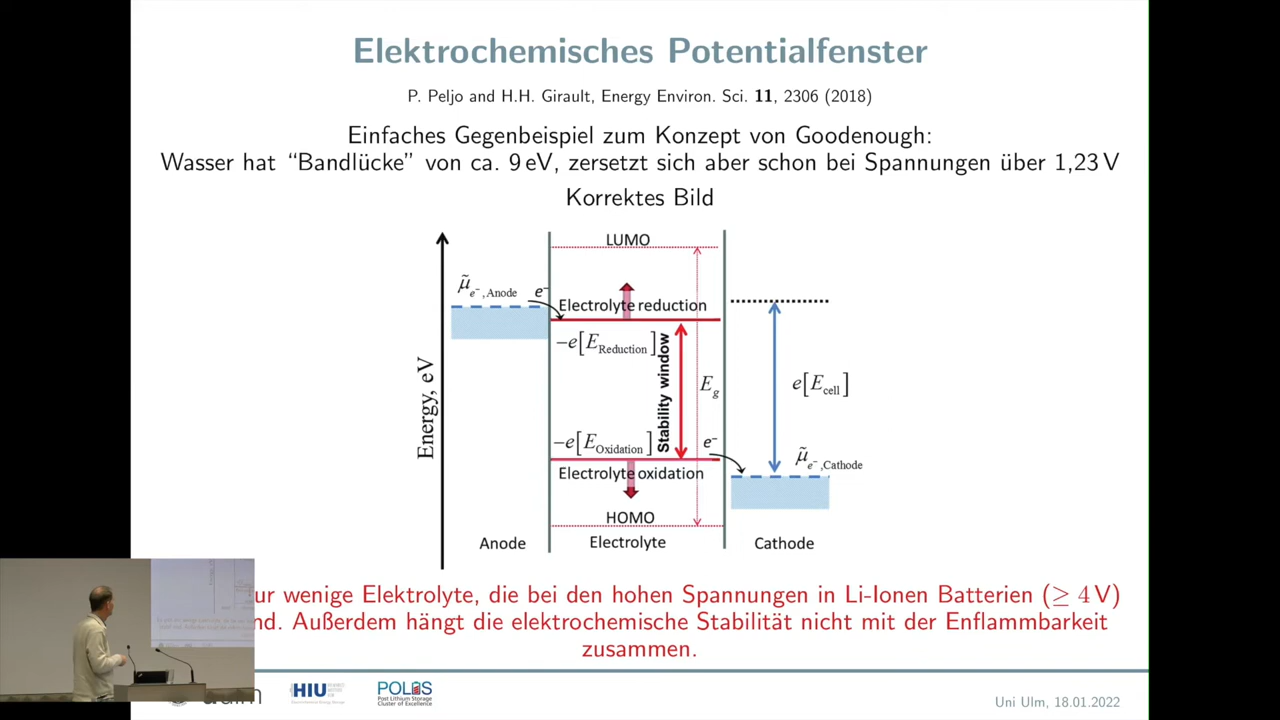 Elektrochemisches Potentialfenster
P. Peljo and H.H. Girault, Energy Environ. Sci. 11, 2306 (2018)
Einfaches Gegenbeispiel zum Konzept von Goodenough:
Wasser hat “Bandlücke” von ca. 9 eV, zersetzt sich aber schon bei Spannungen über 1,23 V
Korrektes Bild
LUMO
μ̃e⁻,Anode
e⁻
Electrolyte reduction
−e[EReduction]
Stability window
Eg
e[Ecell]
Energy, eV
−e[EOxidation]
e⁻
μ̃e⁻,Cathode
Electrolyte oxidation
HOMO
Anode
Electrolyte
Cathode
ur wenige Elektrolyte, die bei den hohen Spannungen in Li-Ionen Batterien (≥ 4 V)
nd. Außerdem hängt die elektrochemische Stabilität nicht mit der Enflammbarkeit
zusammen.
HIU
POLiS
Post Lithium Storage
Cluster of Excellence
Uni Ulm, 18.01.2022